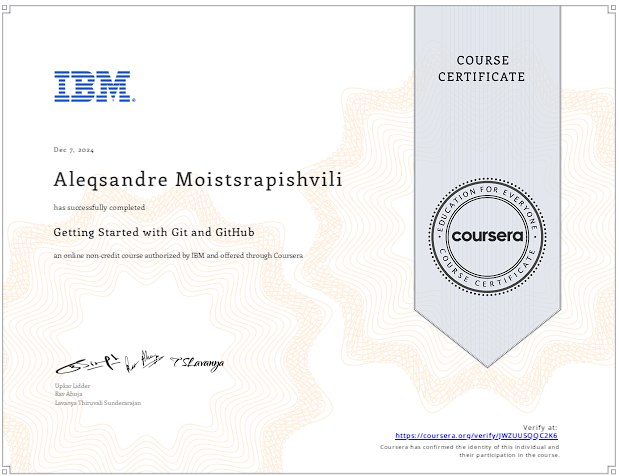 COURSE
CERTIFICATE
IBM
Dec 7, 2024
Aleqsandre Moistsrapishvili
has successfully completed
Getting Started with Git and GitHub
an online non-credit course authorized by IBM and offered through Coursera
EDUCATION FOR EVERYONE
coursera
COURSE CERTIFICATE
Upkar Lidder
Rav Ahuja
Lavanya Thiruvali Sunderarajan
Verify at:
https://coursera.org/verify/JWZUUSQQC2K6
Coursera has confirmed the identity of this individual and
their participation in the course.